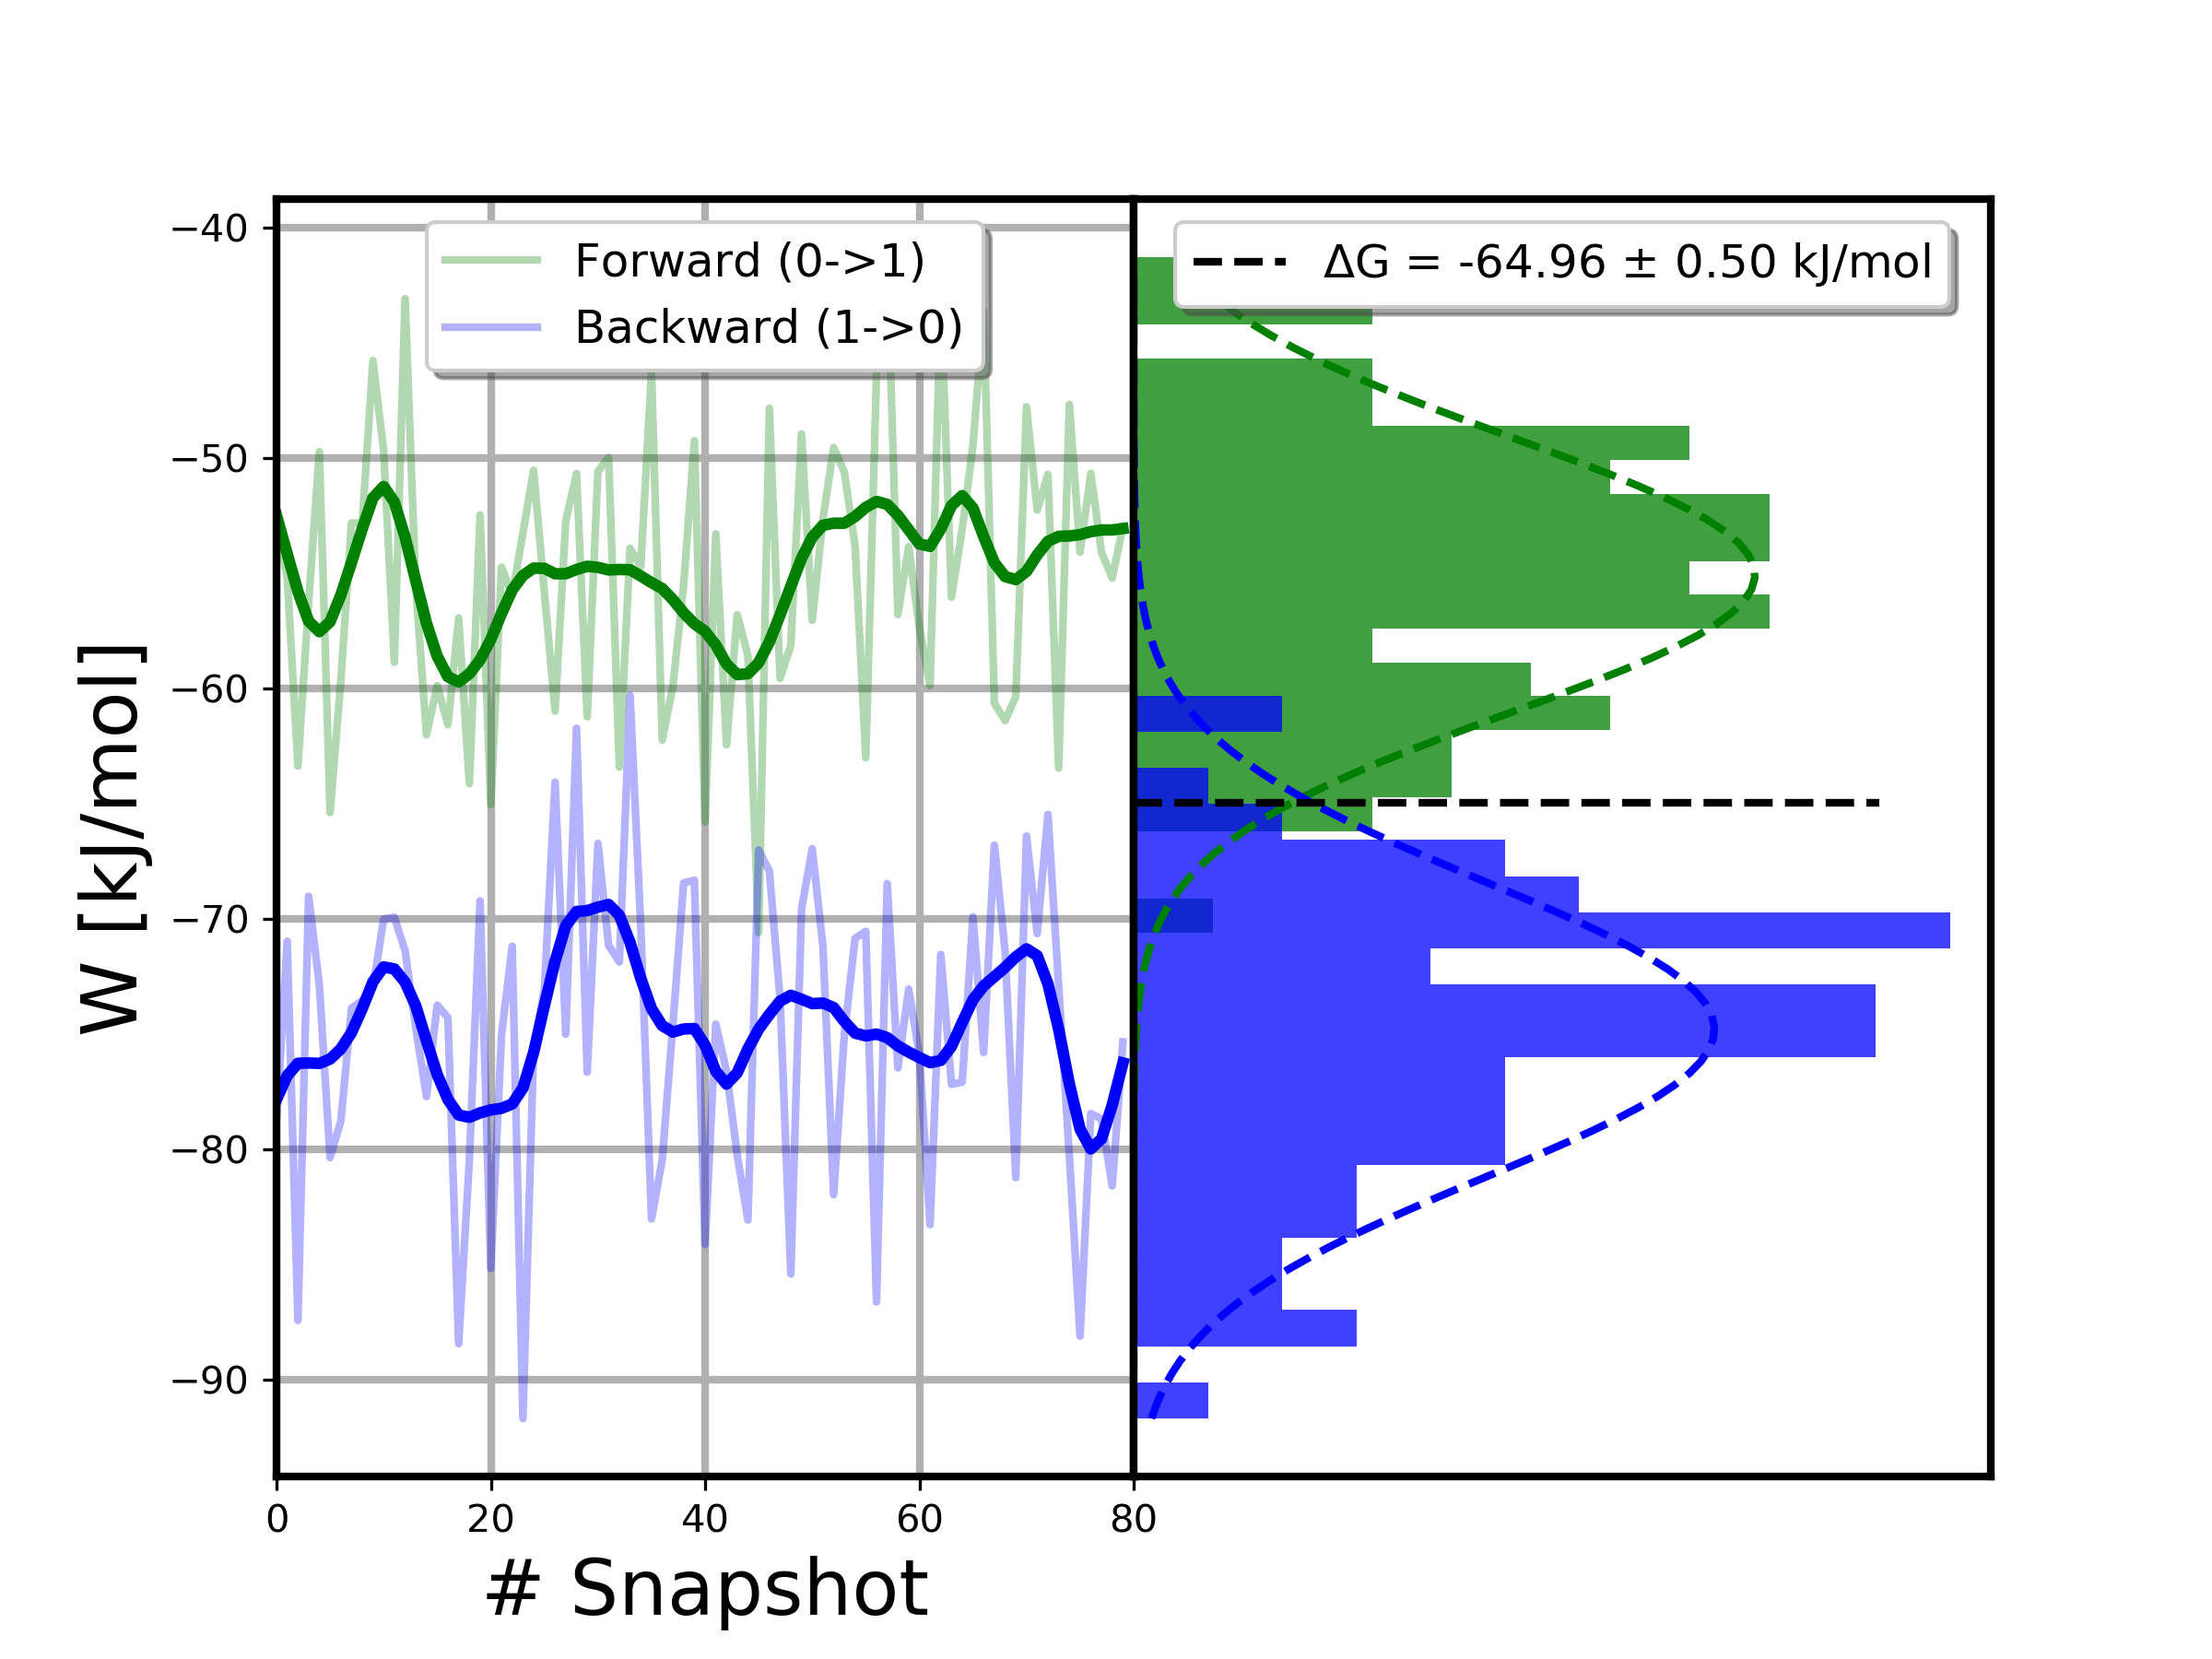 Forward (0->1)
Backward (1->0)
ΔG = -64.96 ± 0.50 kJ/mol
−40
−50
−60
−70
−80
−90
W [kJ/mol]
0 20 40 60 80
# Snapshot